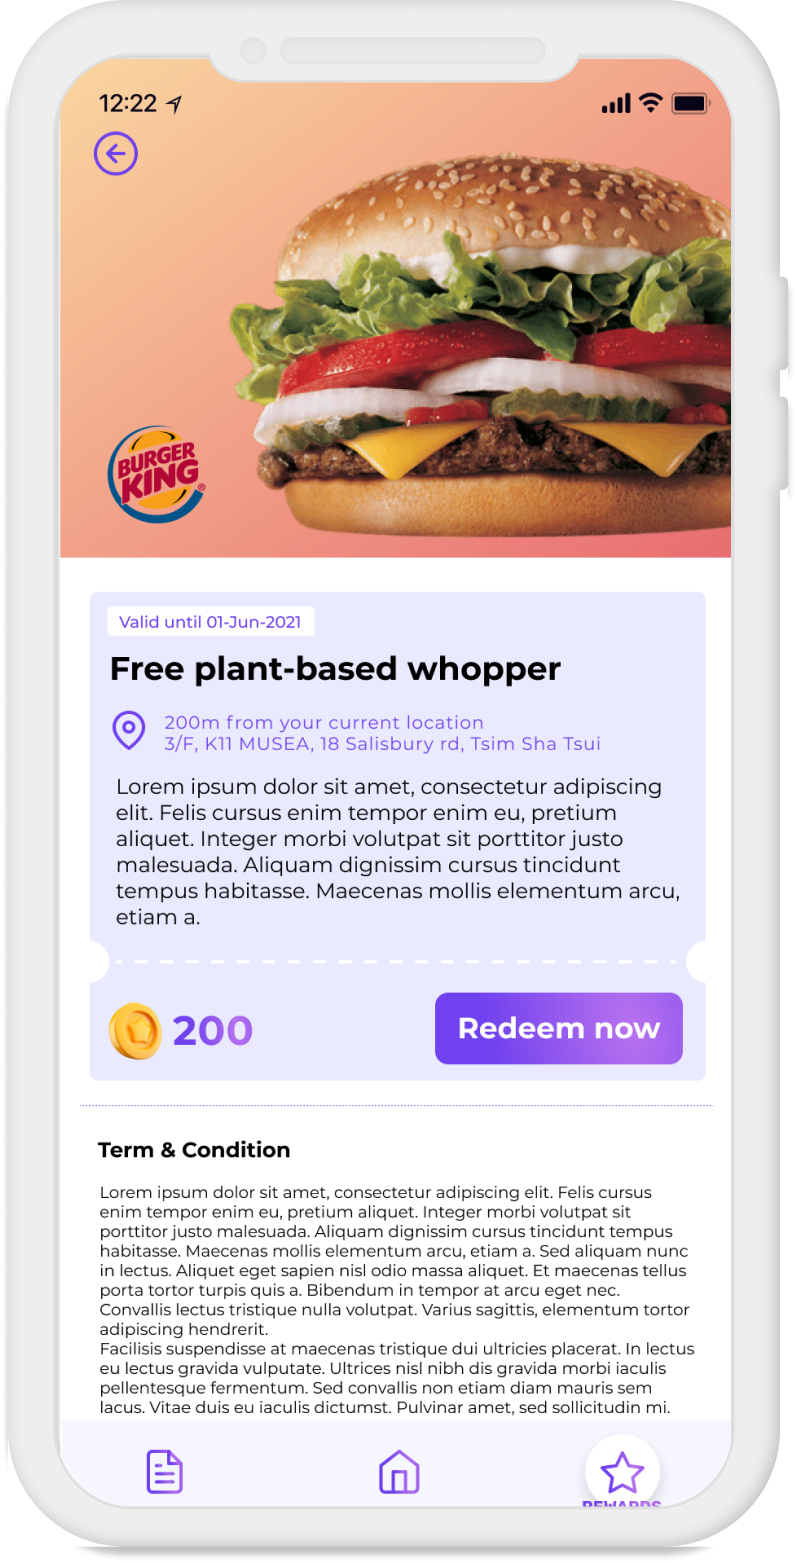 12:22
BURGER
KING
®
Valid until 01-Jun-2021
Free plant-based whopper
200m from your current location
3/F, K11 MUSEA, 18 Salisbury rd, Tsim Sha Tsui
Lorem ipsum dolor sit amet, consectetur adipiscing
elit. Felis cursus enim tempor enim eu, pretium
aliquet. Integer morbi volutpat sit porttitor justo
malesuada. Aliquam dignissim cursus tincidunt
tempus habitasse. Maecenas mollis elementum arcu,
etiam a.
200
Redeem now
Term & Condition
Lorem ipsum dolor sit amet, consectetur adipiscing elit. Felis cursus
enim tempor enim eu, pretium aliquet. Integer morbi volutpat sit
porttitor justo malesuada. Aliquam dignissim cursus tincidunt tempus
habitasse. Maecenas mollis elementum arcu, etiam a. Sed aliquam nunc
in lectus. Aliquet eget sapien nisl odio massa aliquet. Et maecenas tellus
porta tortor turpis quis a. Bibendum in tempor at arcu eget nec.
Convallis lectus tristique nulla volutpat. Varius sagittis, elementum tortor
adipiscing hendrerit.
Facilisis suspendisse at maecenas tristique dui ultricies placerat. In lectus
eu lectus gravida vulputate. Ultrices nisl nibh dis gravida morbi iaculis
pellentesque fermentum. Sed convallis non etiam diam mauris sem
lacus. Vitae duis eu iaculis dictumst. Pulvinar amet, sed sollicitudin mi.
REWARDS